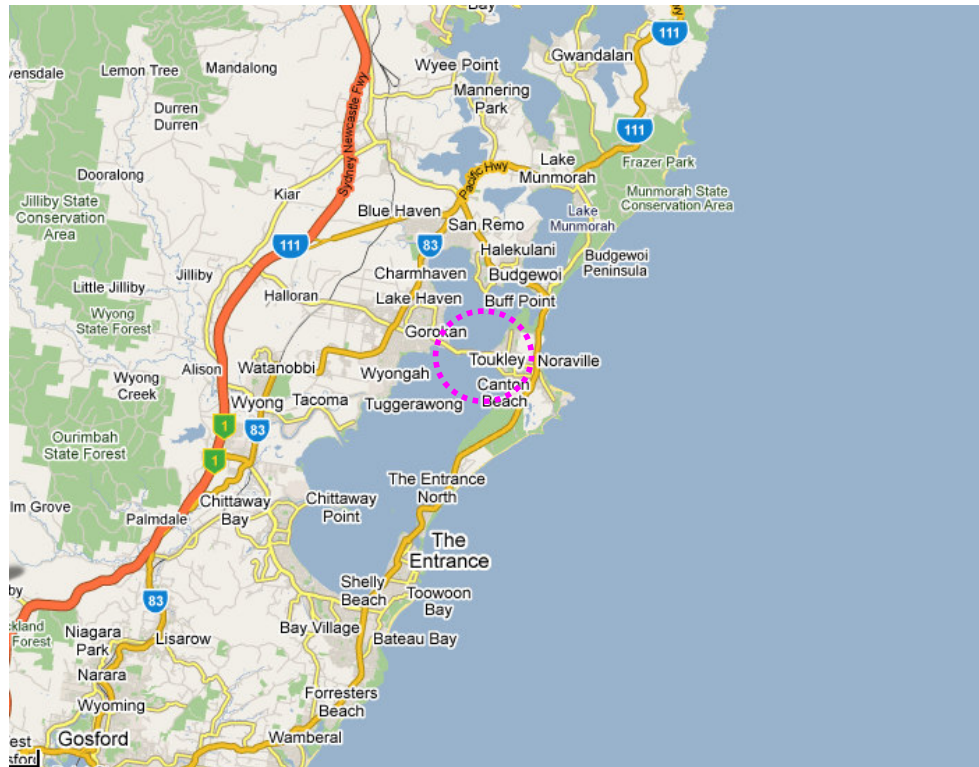 Bay
Wyee Point
Gwandalan
111
Lemon Tree
Mandalong
vensdale
Mannering
Park
Durren
Durren
Sydney Newcastle Fwy
111
Lake
Munmorah
Frazer Park
Pacific Hwy
Dooralong
Kiar
Munmorah State
Conservation Area
Jilliby State
Conservation
Area
Blue Haven
Lake
Munmorah
San Remo
111
83
Halekulani
Budgewoi
Peninsula
Jilliby
Charmhaven
Budgewoi
Little Jilliby
Halloran
Lake Haven
Buff Point
Wyong
State Forest
Gorokan
Toukley
Noraville
Alison
Watanobbi
Wyongah
Canton
Beach
Wyong
Creek
Wyong
Tacoma
Tuggerawong
1
83
Ourimbah
State Forest
1
The Entrance
North
lm Grove
Palmdale
Chittaway
Bay
Chittaway
Point
The
Entrance
by
Shelly
Beach
Toowoon
Bay
83
ckland
Forest
Niagara
Park
Lisarow
Bay Village
Bateau Bay
Narara
Wyoming
Forresters
Beach
Gosford
Wamberal
est
sford